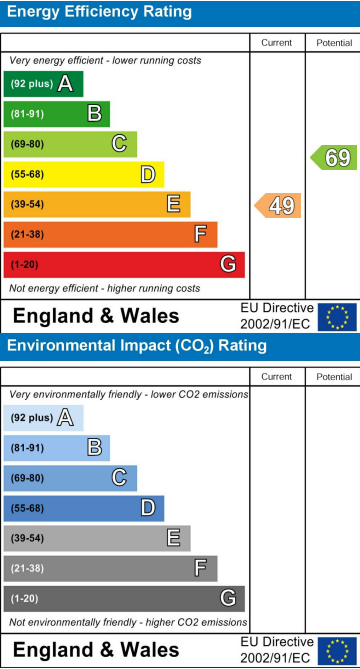 Energy Efficiency Rating
Current Potential
Very energy efficient - lower running costs
(92 plus) A
(81-91) B
(69-80) C
69
(55-68) D
(39-54) E
49
(21-38) F
(1-20) G
Not energy efficient - higher running costs
England & Wales
EU Directive
2002/91/EC
Environmental Impact (CO₂) Rating
Current Potential
Very environmentally friendly - lower CO2 emissions
(92 plus) A
(81-91) B
(69-80) C
(55-68) D
(39-54) E
(21-38) F
(1-20) G
Not environmentally friendly - higher CO2 emissions
England & Wales
EU Directive
2002/91/EC